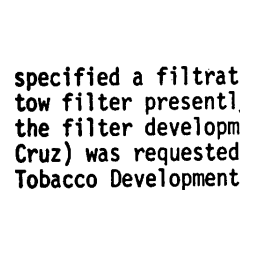 specified a filtrat
tow filter presentl
the filter developm
Cruz) was requested
Tobacco Development